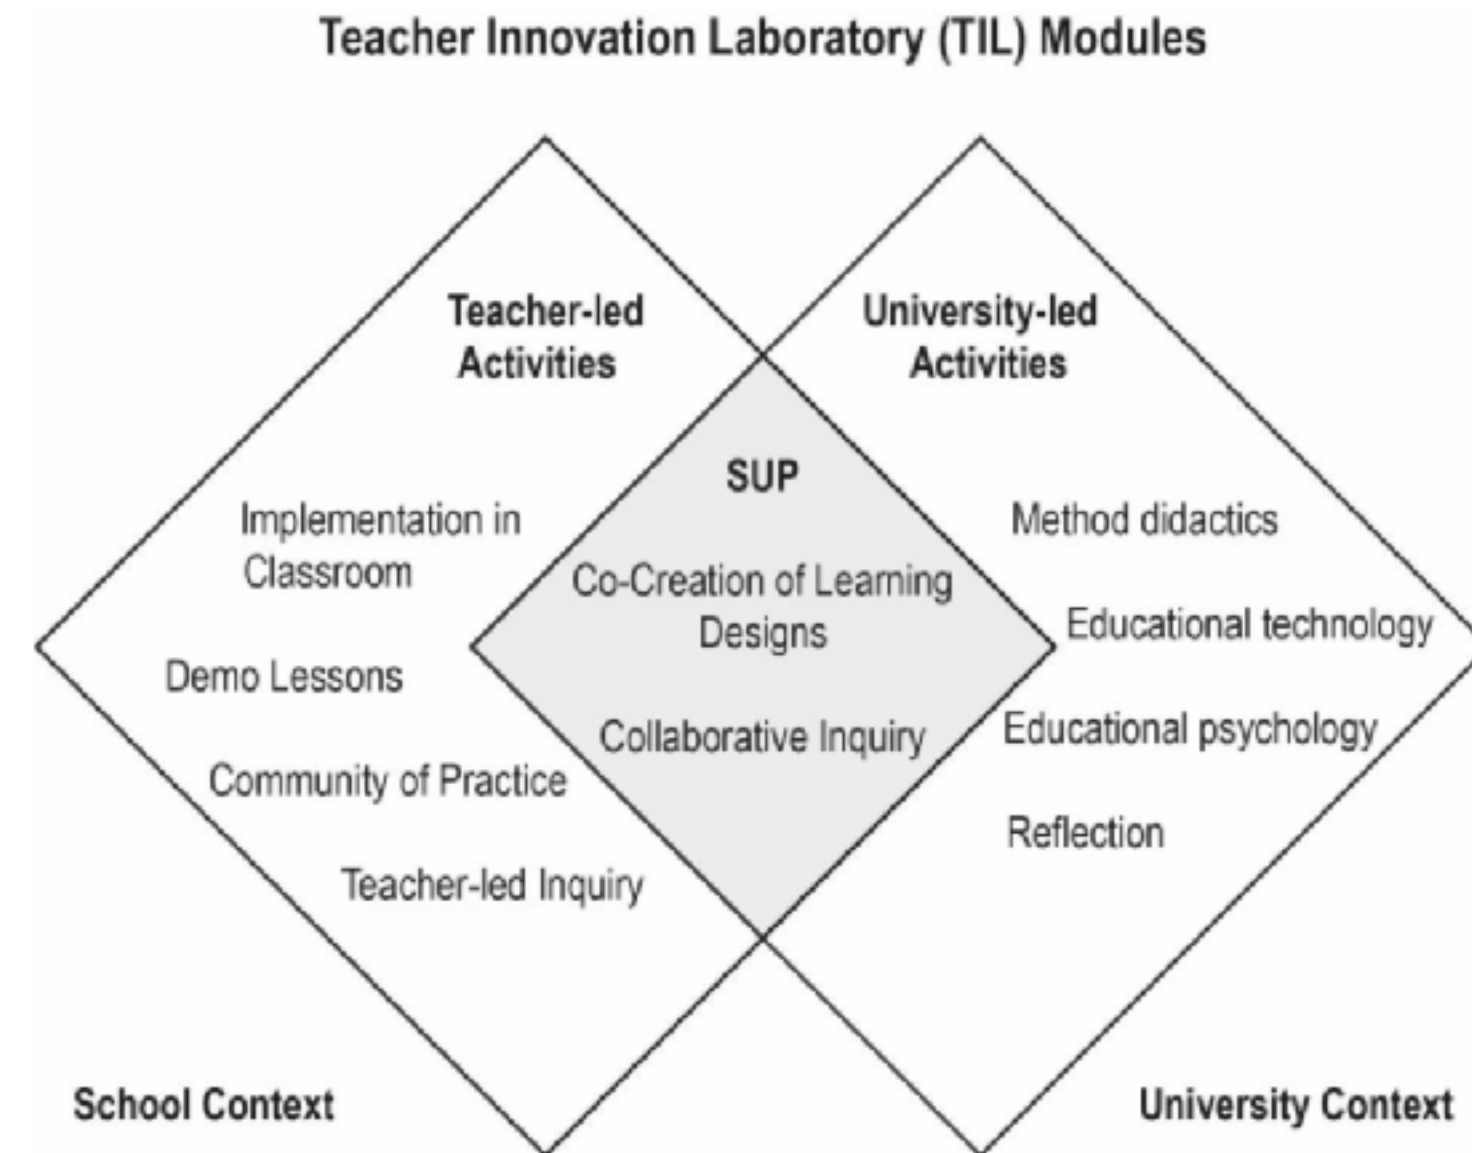 Teacher Innovation Laboratory (TIL) Modules
Teacher-led
Activities
Implementation in
Classroom
Demo Lessons
Community of Practice
Teacher-led Inquiry
SUP
Co-Creation of Learning
Designs
Collaborative Inquiry
University-led
Activities
Method didactics
Educational technology
Educational psychology
Reflection
School Context
University Context